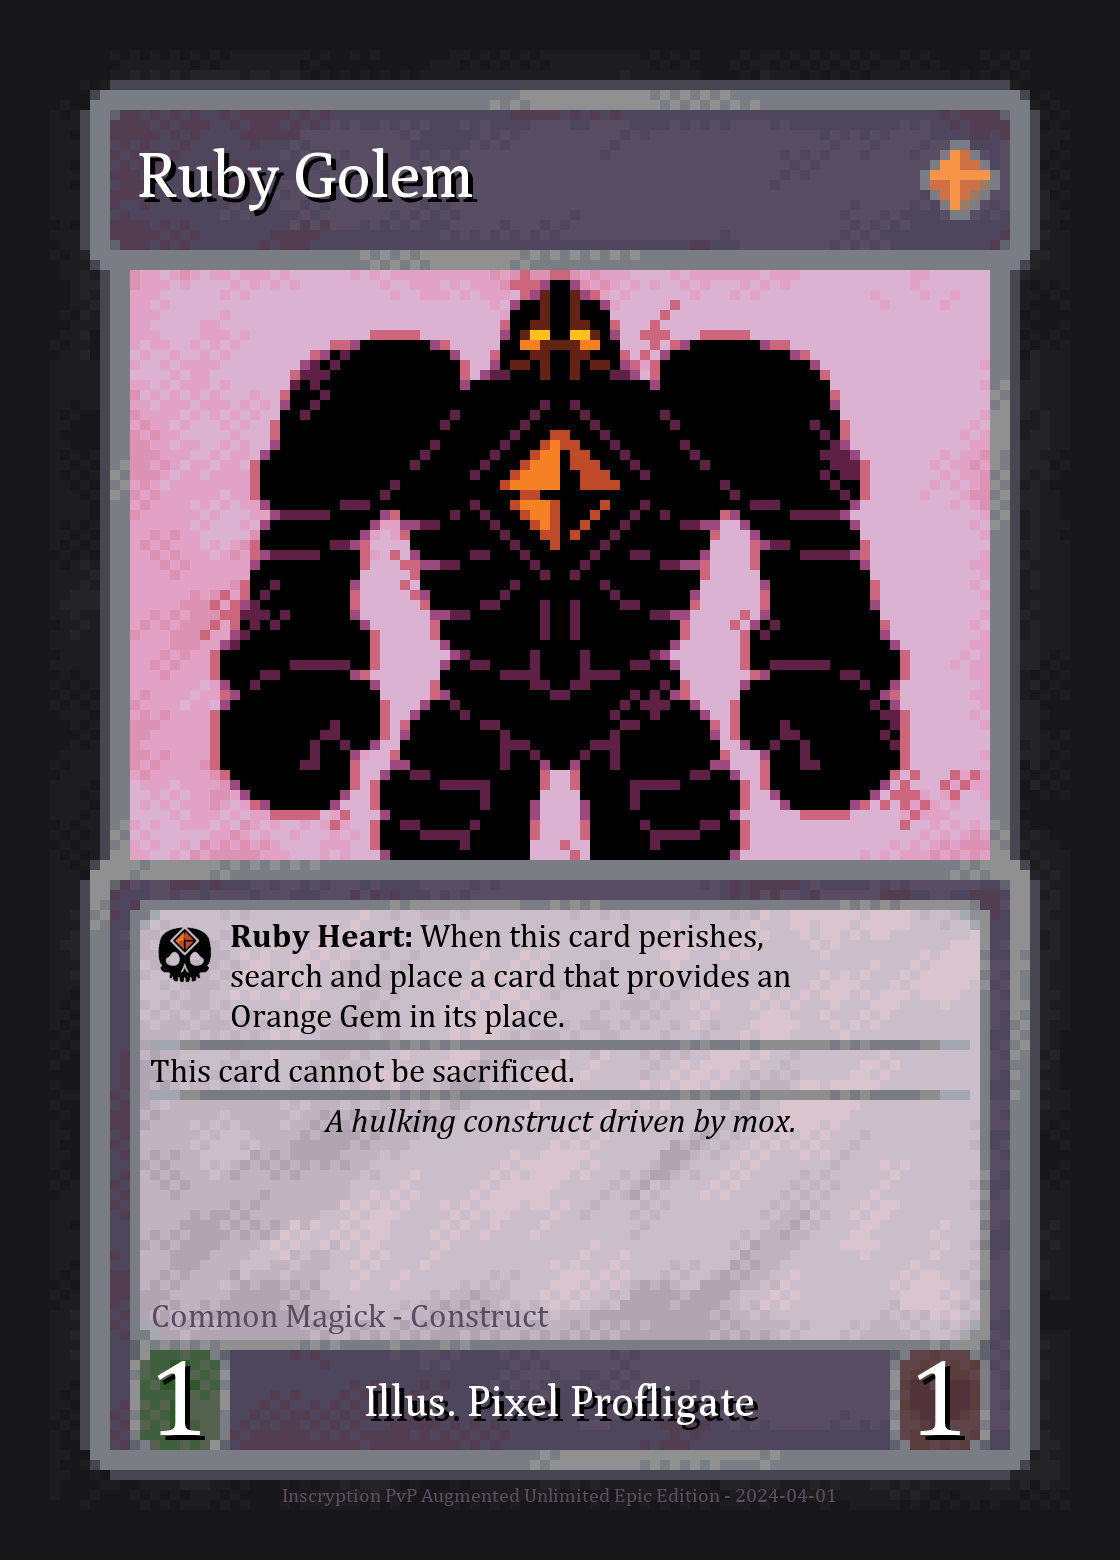 Ruby Golem
Ruby Heart: When this card perishes,
search and place a card that provides an
Orange Gem in its place.
This card cannot be sacrificed.
A hulking construct driven by mox.
Common Magick - Construct
1
Illus. Pixel Profligate
1
Inscryption PvP Augmented Unlimited Epic Edition - 2024-04-01